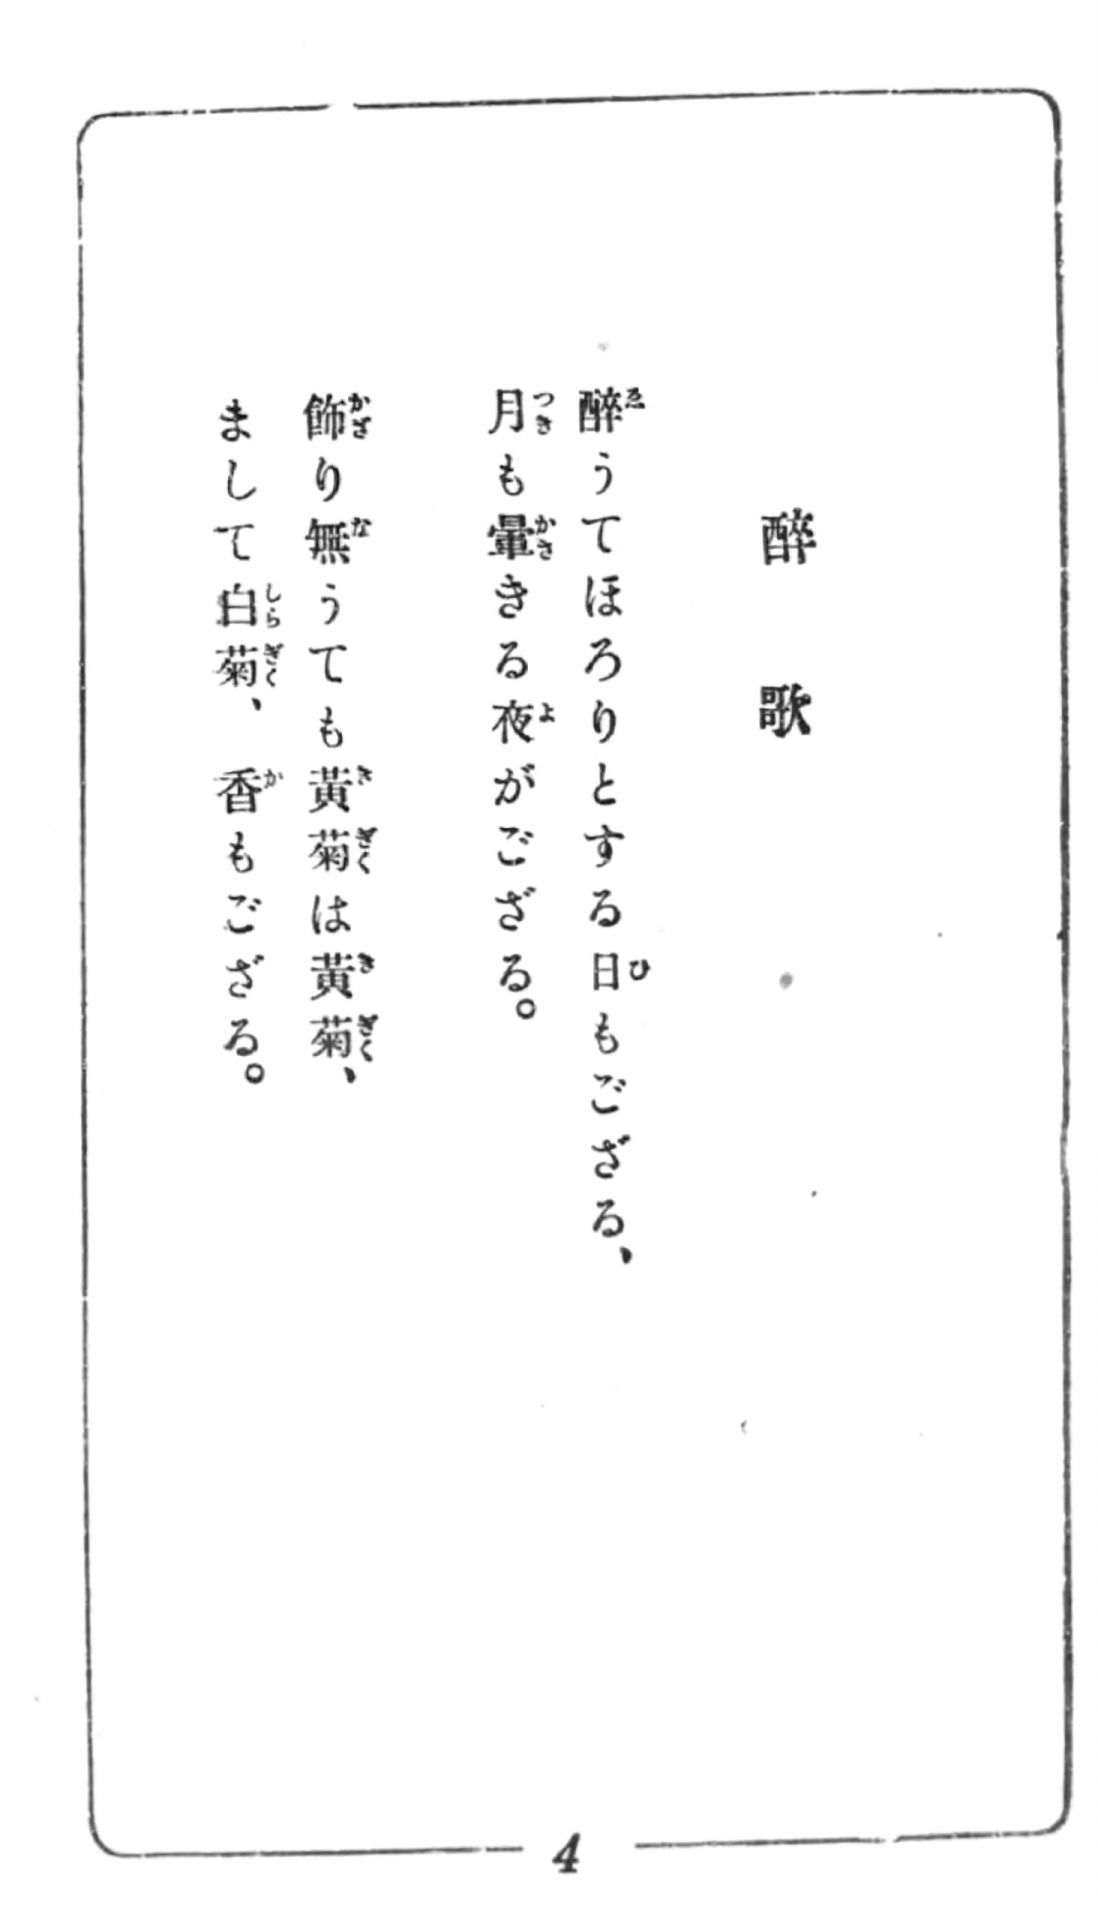 醉歌
醉うてほろりとする日もござる、
月も暈きる夜がござる。
飾り無うても黃菊は黃菊、
まして白菊、香もござる。
4